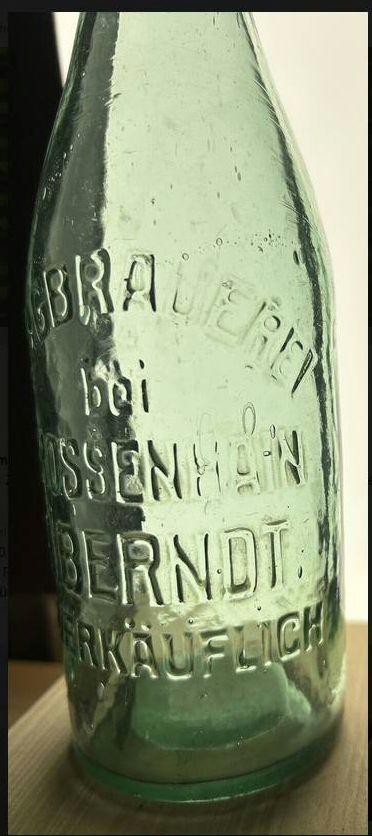 GBRAUEREI
bei
OSSENHAIN
BERNDT.
ERKÄUFLICH